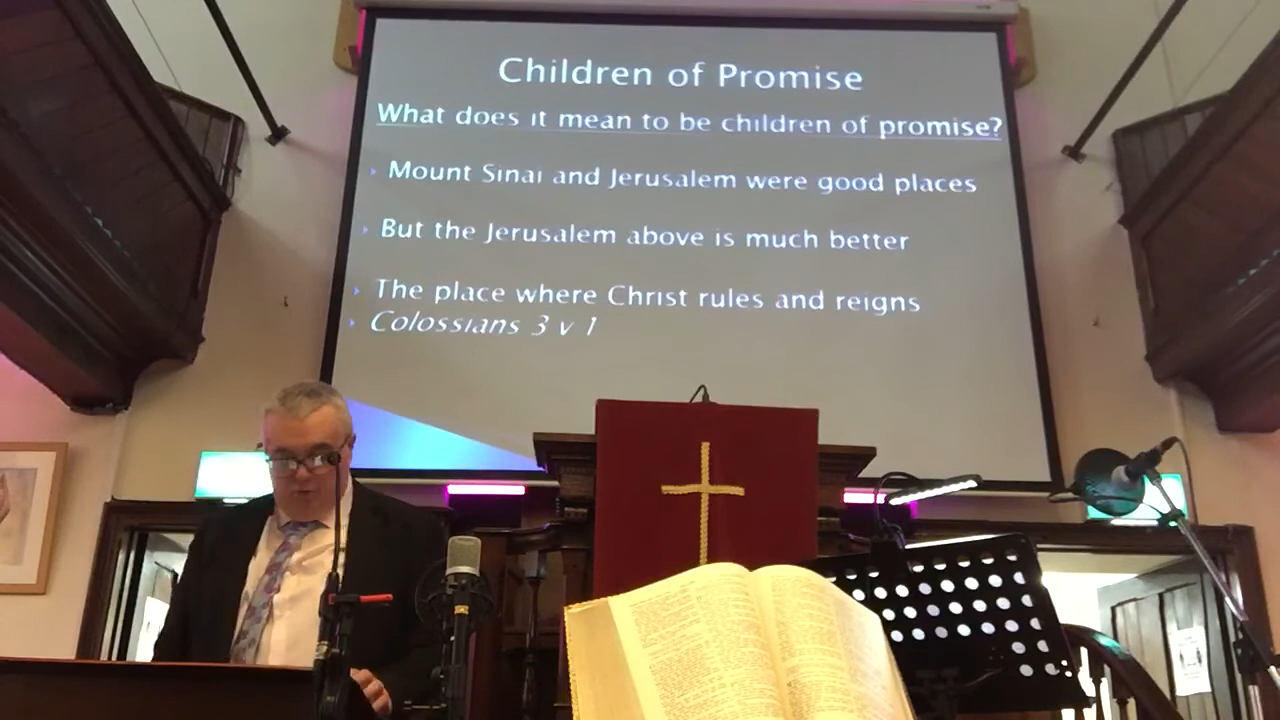 Children of Promise
What does it mean to be children of promise?
Mount Sinai and Jerusalem were good places
But the Jerusalem above is much better
The place where Christ rules and reigns
Colossians 3 v 1